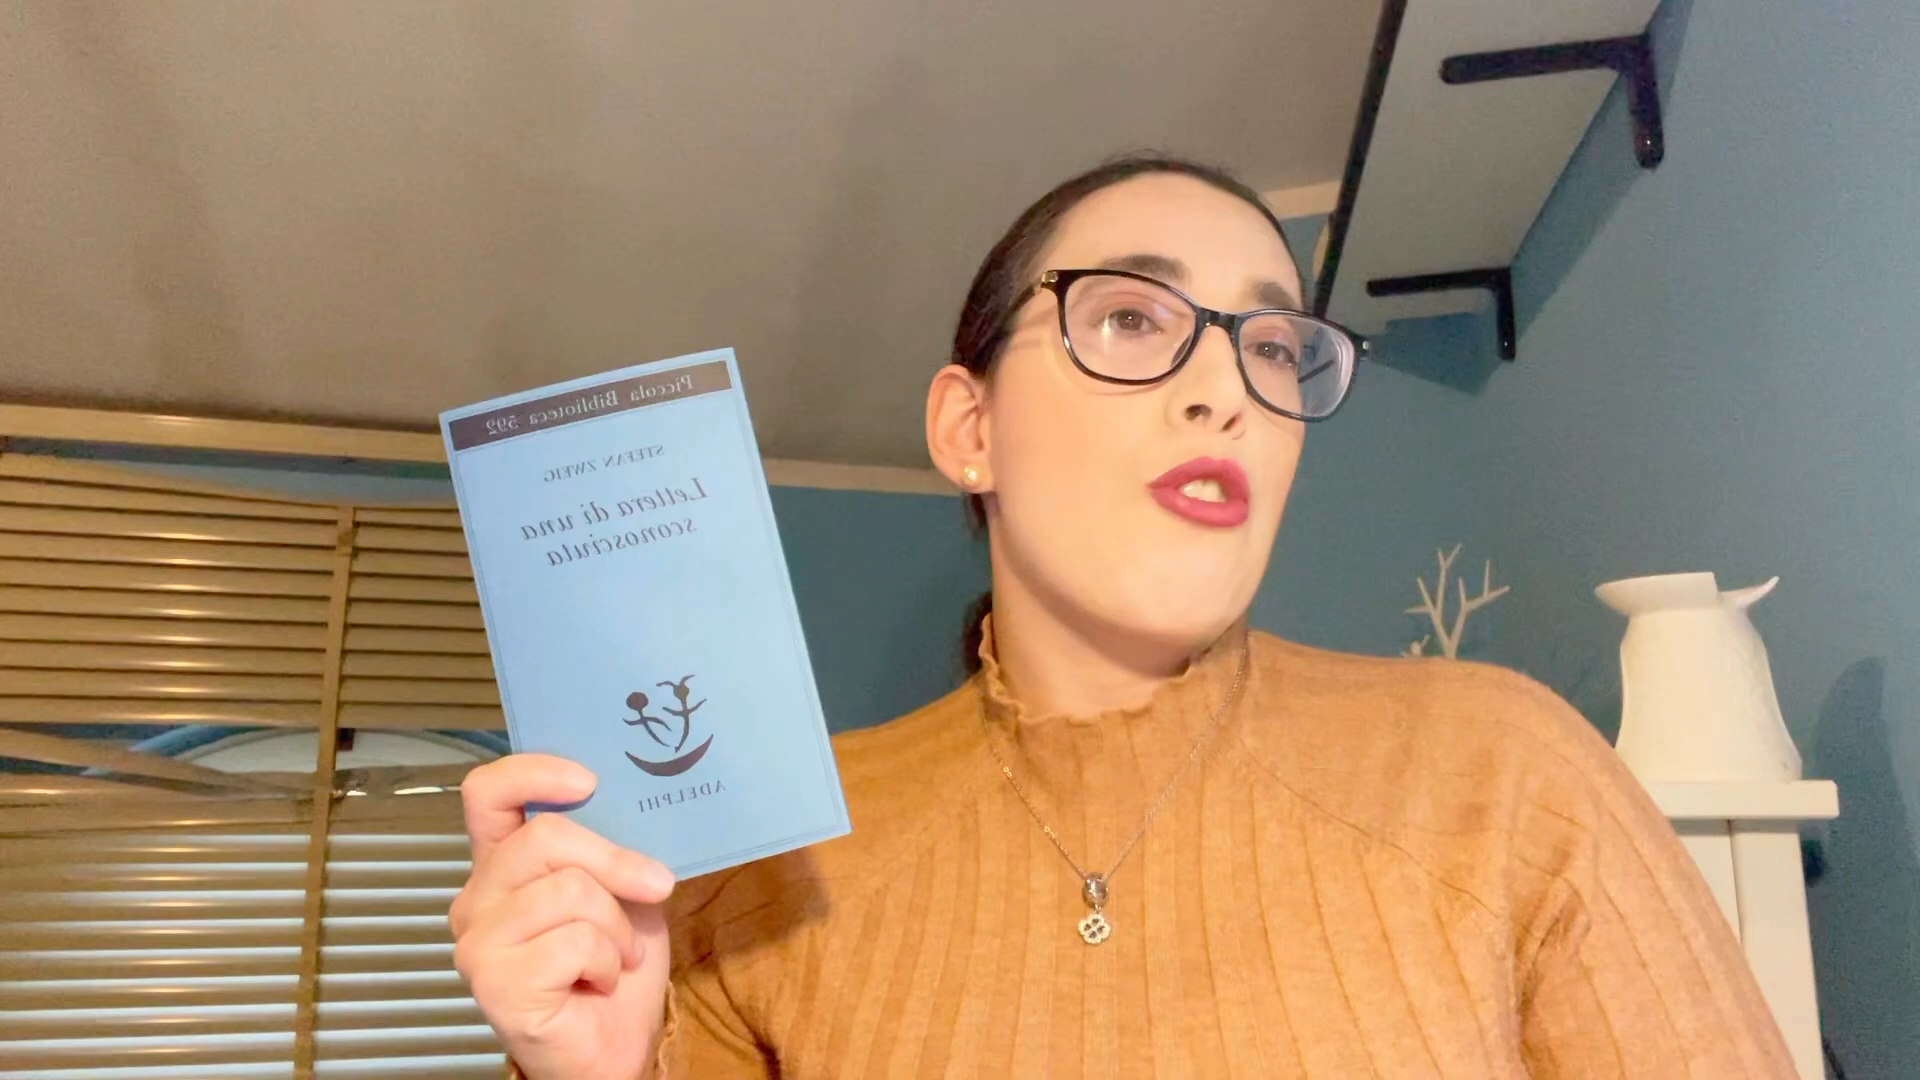 Piccola Biblioteca 592
STEFAN ZWEIG
Lettera di una
sconosciuta
ADELPHI